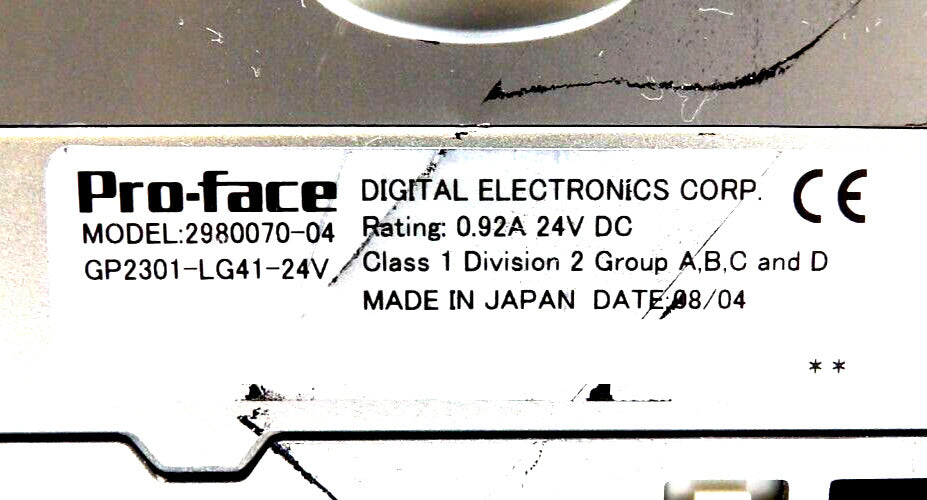 Pro-face DIGITAL ELECTRONICS CORP. CE
MODEL:2980070-04 Rating: 0.92A 24V DC
GP2301-LG41-24V Class 1 Division 2 Group A,B,C and D
MADE IN JAPAN DATE:08/04
**